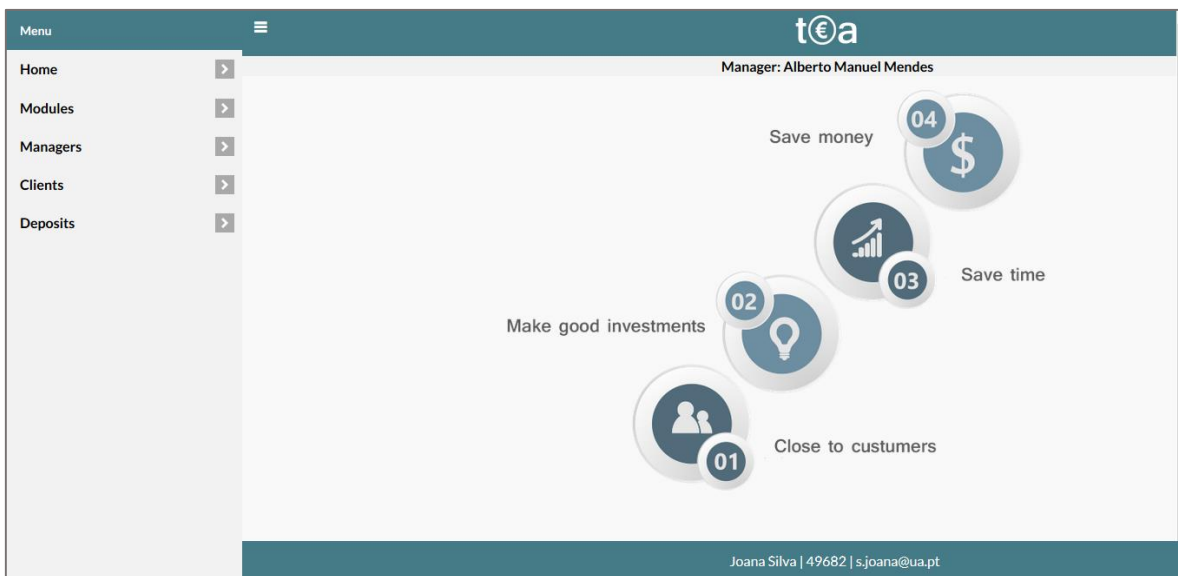 Menu
t€a
Home
Manager: Alberto Manuel Mendes
Modules
Managers
Clients
Deposits
04
Save money
$
03
Save time
02
Make good investments
01
Close to custumers
Joana Silva | 49682 | s.joana@ua.pt